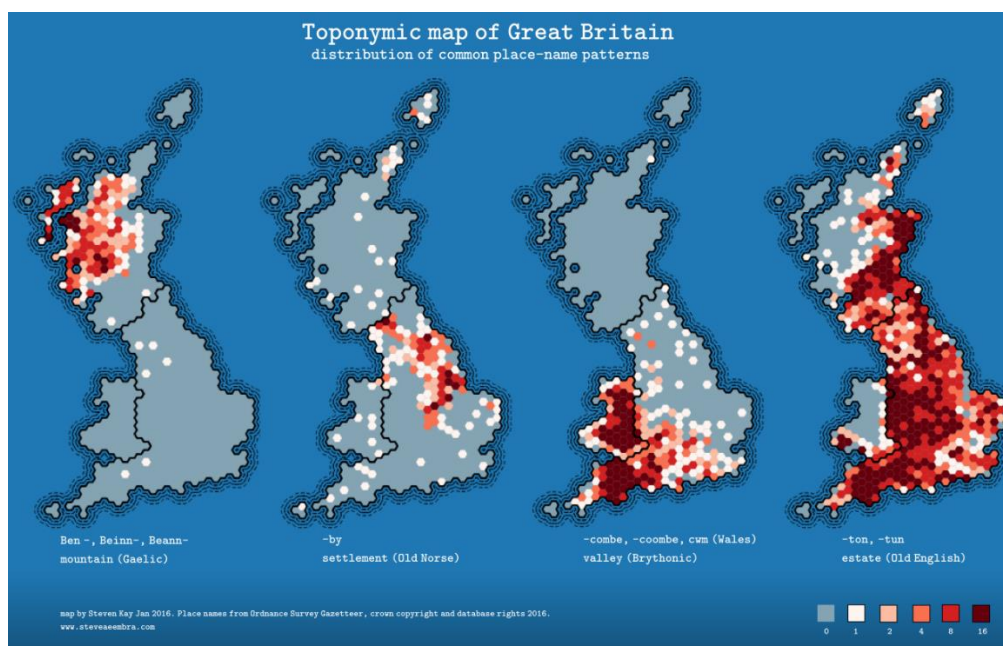 Toponymic map of Great Britain
distribution of common place-name patterns
Ben -, Beinn-, Beann-
mountain (Gaelic)
-by
settlement (Old Norse)
-combe, -coombe, cwm (Wales)
valley (Brythonic)
-ton, -tun
estate (Old English)
map by Steven Kay Jan 2016. Place names from Ordnance Survey Gazetteer, crown copyright and database rights 2016.
www.steveaeembra.com
0 1 2 4 8 16